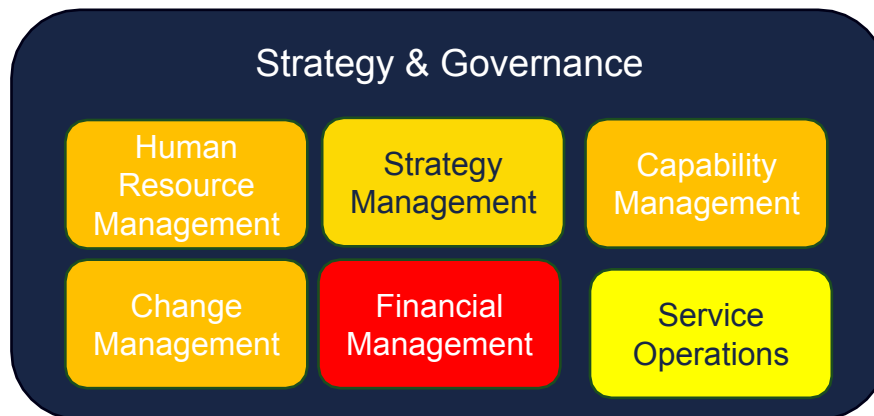 Strategy & Governance
Human
Resource
Management
Strategy
Management
Capability
Management
Change
Management
Financial
Management
Service
Operations